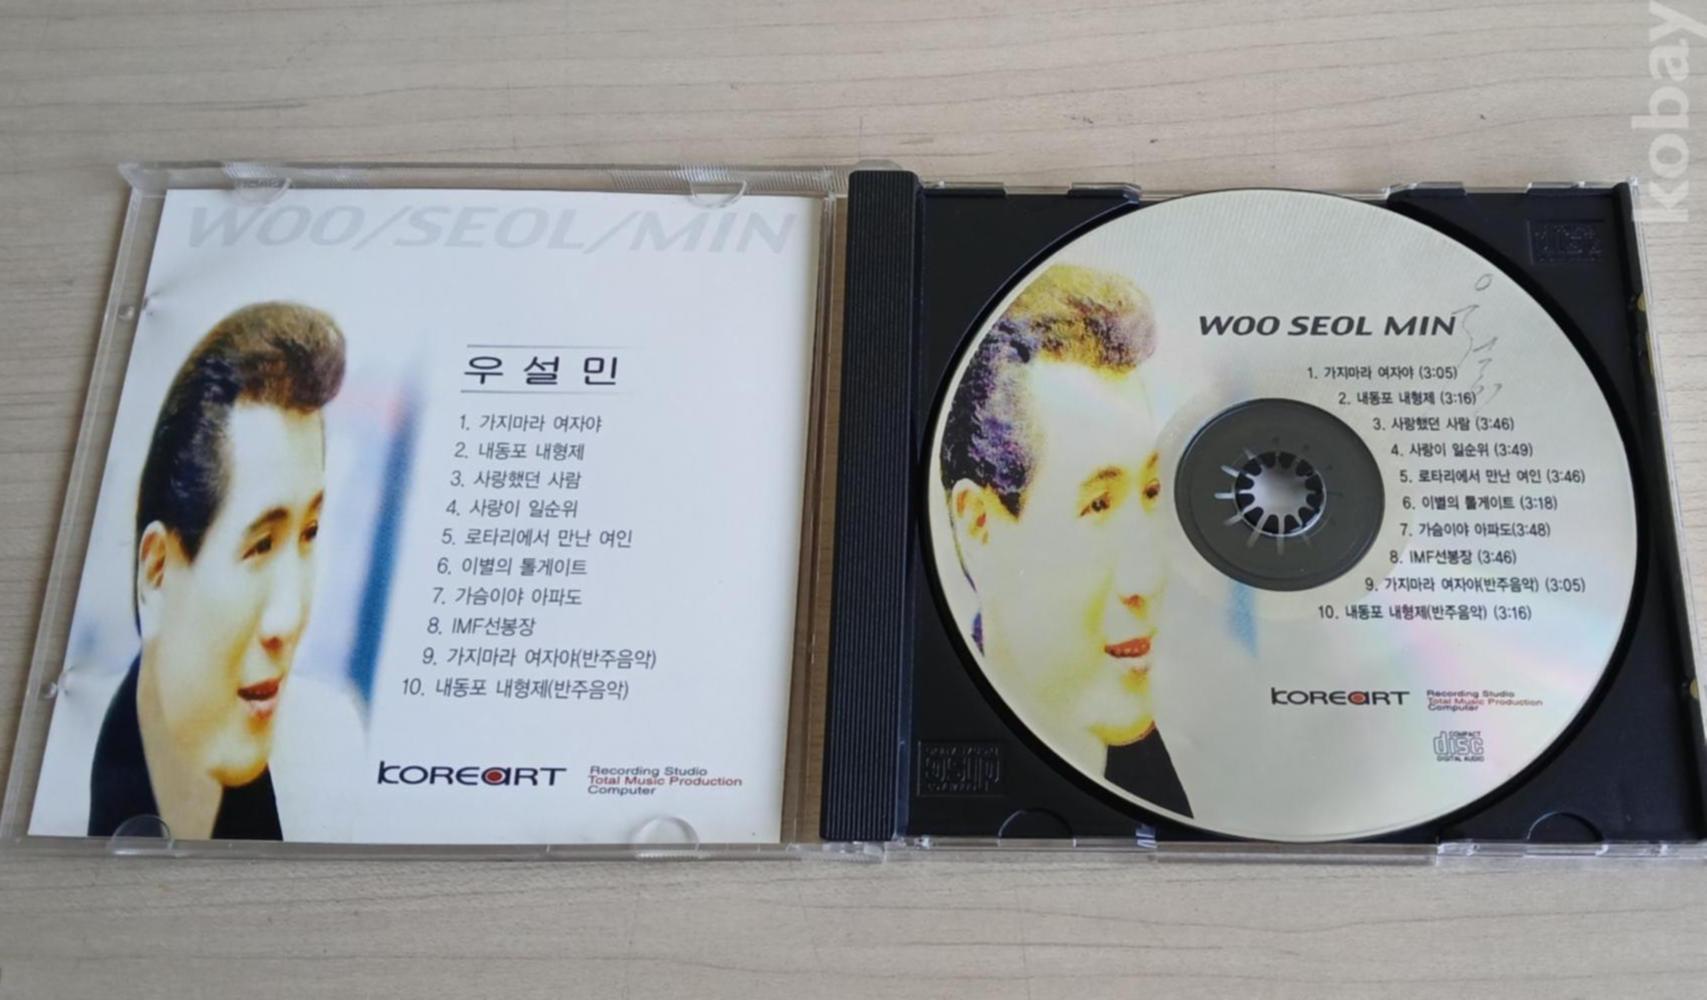 WOO/SEOL/MIN
우설민
1. 가지마라 여자야
2. 내동포 내형제
3. 사랑했던 사람
4. 사랑이 일순위
5. 로타리에서 만난 여인
6. 이별의 톨게이트
7. 가슴이야 아파도
8. IMF선봉장
9. 가지마라 여자야(반주음악)
10. 내동포 내형제(반주음악)
KOREART
Recording Studio
Total Music Production
Computer
WOO SEOL MIN
1. 가지마라 여자야 (3:05)
2. 내동포 내형제 (3:16)
3. 사랑했던 사람 (3:46)
4. 사랑이 일순위 (3:49)
5. 로타리에서 만난 여인 (3:46)
6. 이별의 톨게이트 (3:18)
7. 가슴이야 아파도(3:48)
8. IMF선봉장 (3:46)
9. 가지마라 여자야(반주음악) (3:05)
10. 내동포 내형제(반주음악) (3:16)
KOREART
Recording Studio
Total Music Production
Computer
COMPACT
disc
DIGITAL AUDIO
kobay